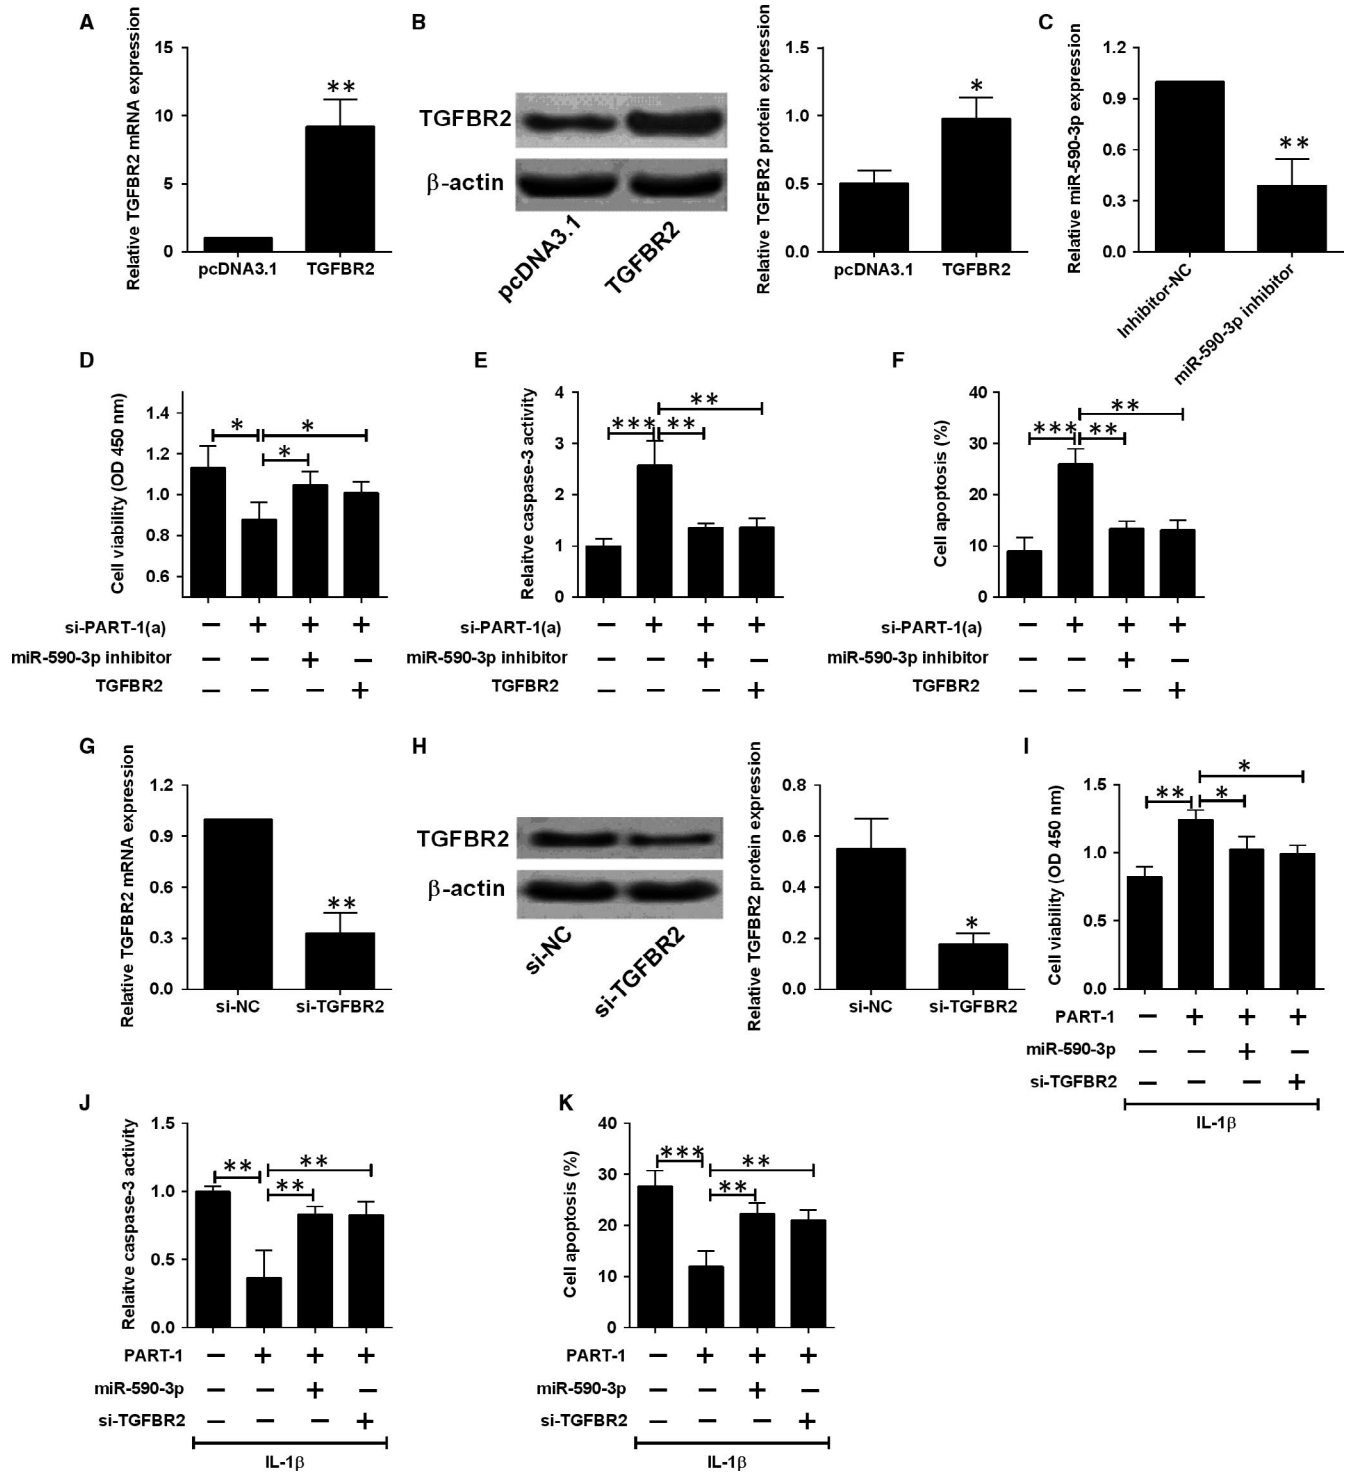 A
Relative TGFBR2 mRNA expression
15
10
5
0
**
pcDNA3.1
TGFBR2
B
TGFBR2
β-actin
pcDNA3.1
TGFBR2
Relative TGFBR2 protein expression
1.5
1.0
0.5
0.0
*
pcDNA3.1
TGFBR2
C
Relative miR-590-3p expression
1.2
0.9
0.6
0.3
0.0
**
Inhibitor-NC
miR-590-3p inhibitor
D
Cell viability (OD 450 nm)
1.4
1.2
1.0
0.8
0.6
* *
*
si-PART-1(a) − + + +
miR-590-3p inhibitor − − + −
TGFBR2 − − − +
E
Relaitve caspase-3 activity
4
3
2
1
0
**
*** **
si-PART-1(a) − + + +
miR-590-3p inhibitor − − + −
TGFBR2 − − − +
F
Cell apoptosis (%)
40
30
20
10
0
**
*** **
si-PART-1(a) − + + +
miR-590-3p inhibitor − − + −
TGFBR2 − − − +
G
Relative TGFBR2 mRNA expression
1.2
0.9
0.6
0.3
0.0
**
si-NC
si-TGFBR2
H
TGFBR2
β-actin
si-NC
si-TGFBR2
Relative TGFBR2 protein expression
0.8
0.6
0.4
0.2
0.0
*
si-NC
si-TGFBR2
I
Cell viability (OD 450 nm)
1.5
1.0
0.5
0.0
*
** *
PART-1 − + + +
miR-590-3p − − + −
si-TGFBR2 − − − +
IL-1β
J
Relaitve caspase-3 activity
1.5
1.0
0.5
0.0
** **
**
PART-1 − + + +
miR-590-3p − − + −
si-TGFBR2 − − − +
IL-1β
K
Cell apoptosis (%)
40
30
20
10
0
*** **
**
PART-1 − + + +
miR-590-3p − − + −
si-TGFBR2 − − − +
IL-1β